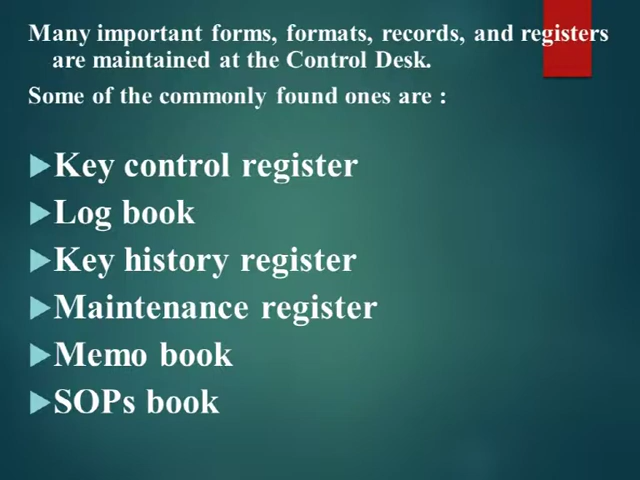 Many important forms, formats, records, and registers
are maintained at the Control Desk.
Some of the commonly found ones are :
Key control register
Log book
Key history register
Maintenance register
Memo book
SOPs book